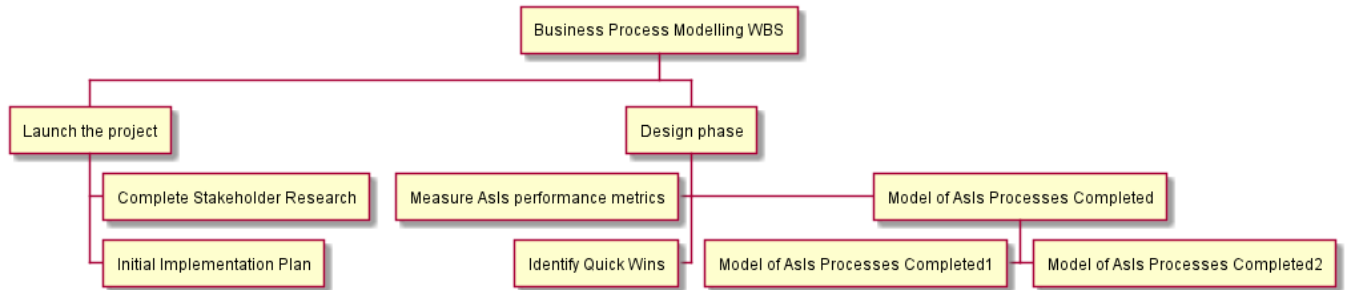 Business Process Modelling WBS
Launch the project
Design phase
Complete Stakeholder Research
Measure AsIs performance metrics
Model of AsIs Processes Completed
Initial Implementation Plan
Identify Quick Wins
Model of AsIs Processes Completed1
Model of AsIs Processes Completed2